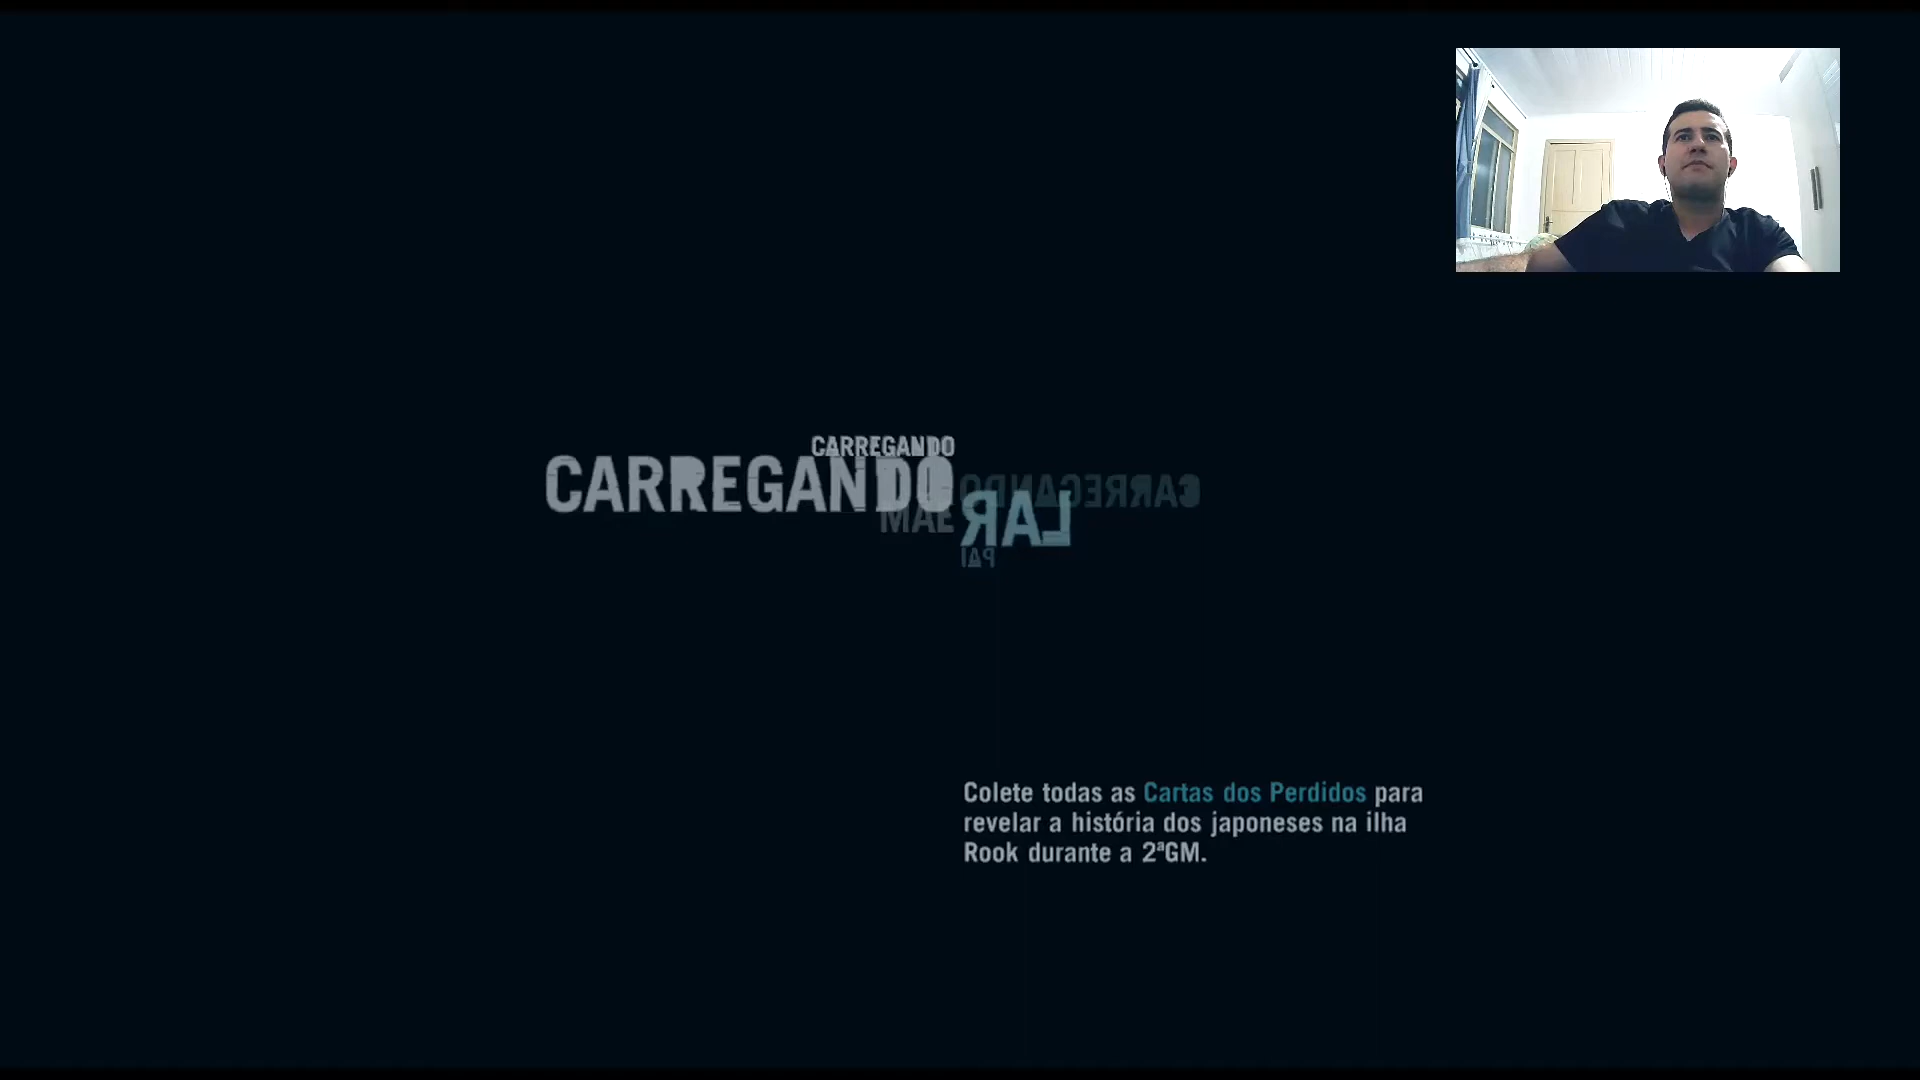 CARREGANDO
CARREGANDO
CARREGANDO
MÃE
LAR
PAI
Colete todas as Cartas dos Perdidos para
revelar a história dos japoneses na ilha
Rook durante a 2ªGM.